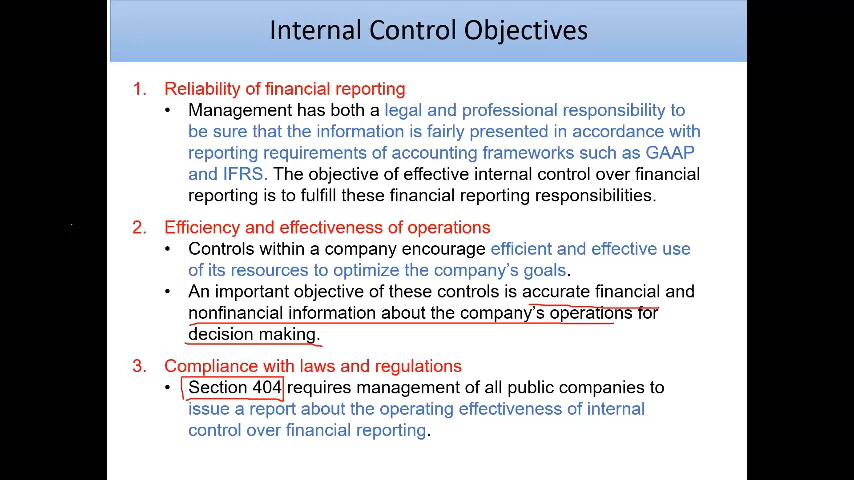 Internal Control Objectives
1. Reliability of financial reporting
• Management has both a legal and professional responsibility to
be sure that the information is fairly presented in accordance with
reporting requirements of accounting frameworks such as GAAP
and IFRS. The objective of effective internal control over financial
reporting is to fulfill these financial reporting responsibilities.
2. Efficiency and effectiveness of operations
• Controls within a company encourage efficient and effective use
of its resources to optimize the company's goals.
• An important objective of these controls is accurate financial and
nonfinancial information about the company's operations for
decision making.
3. Compliance with laws and regulations
• Section 404 requires management of all public companies to
issue a report about the operating effectiveness of internal
control over financial reporting.